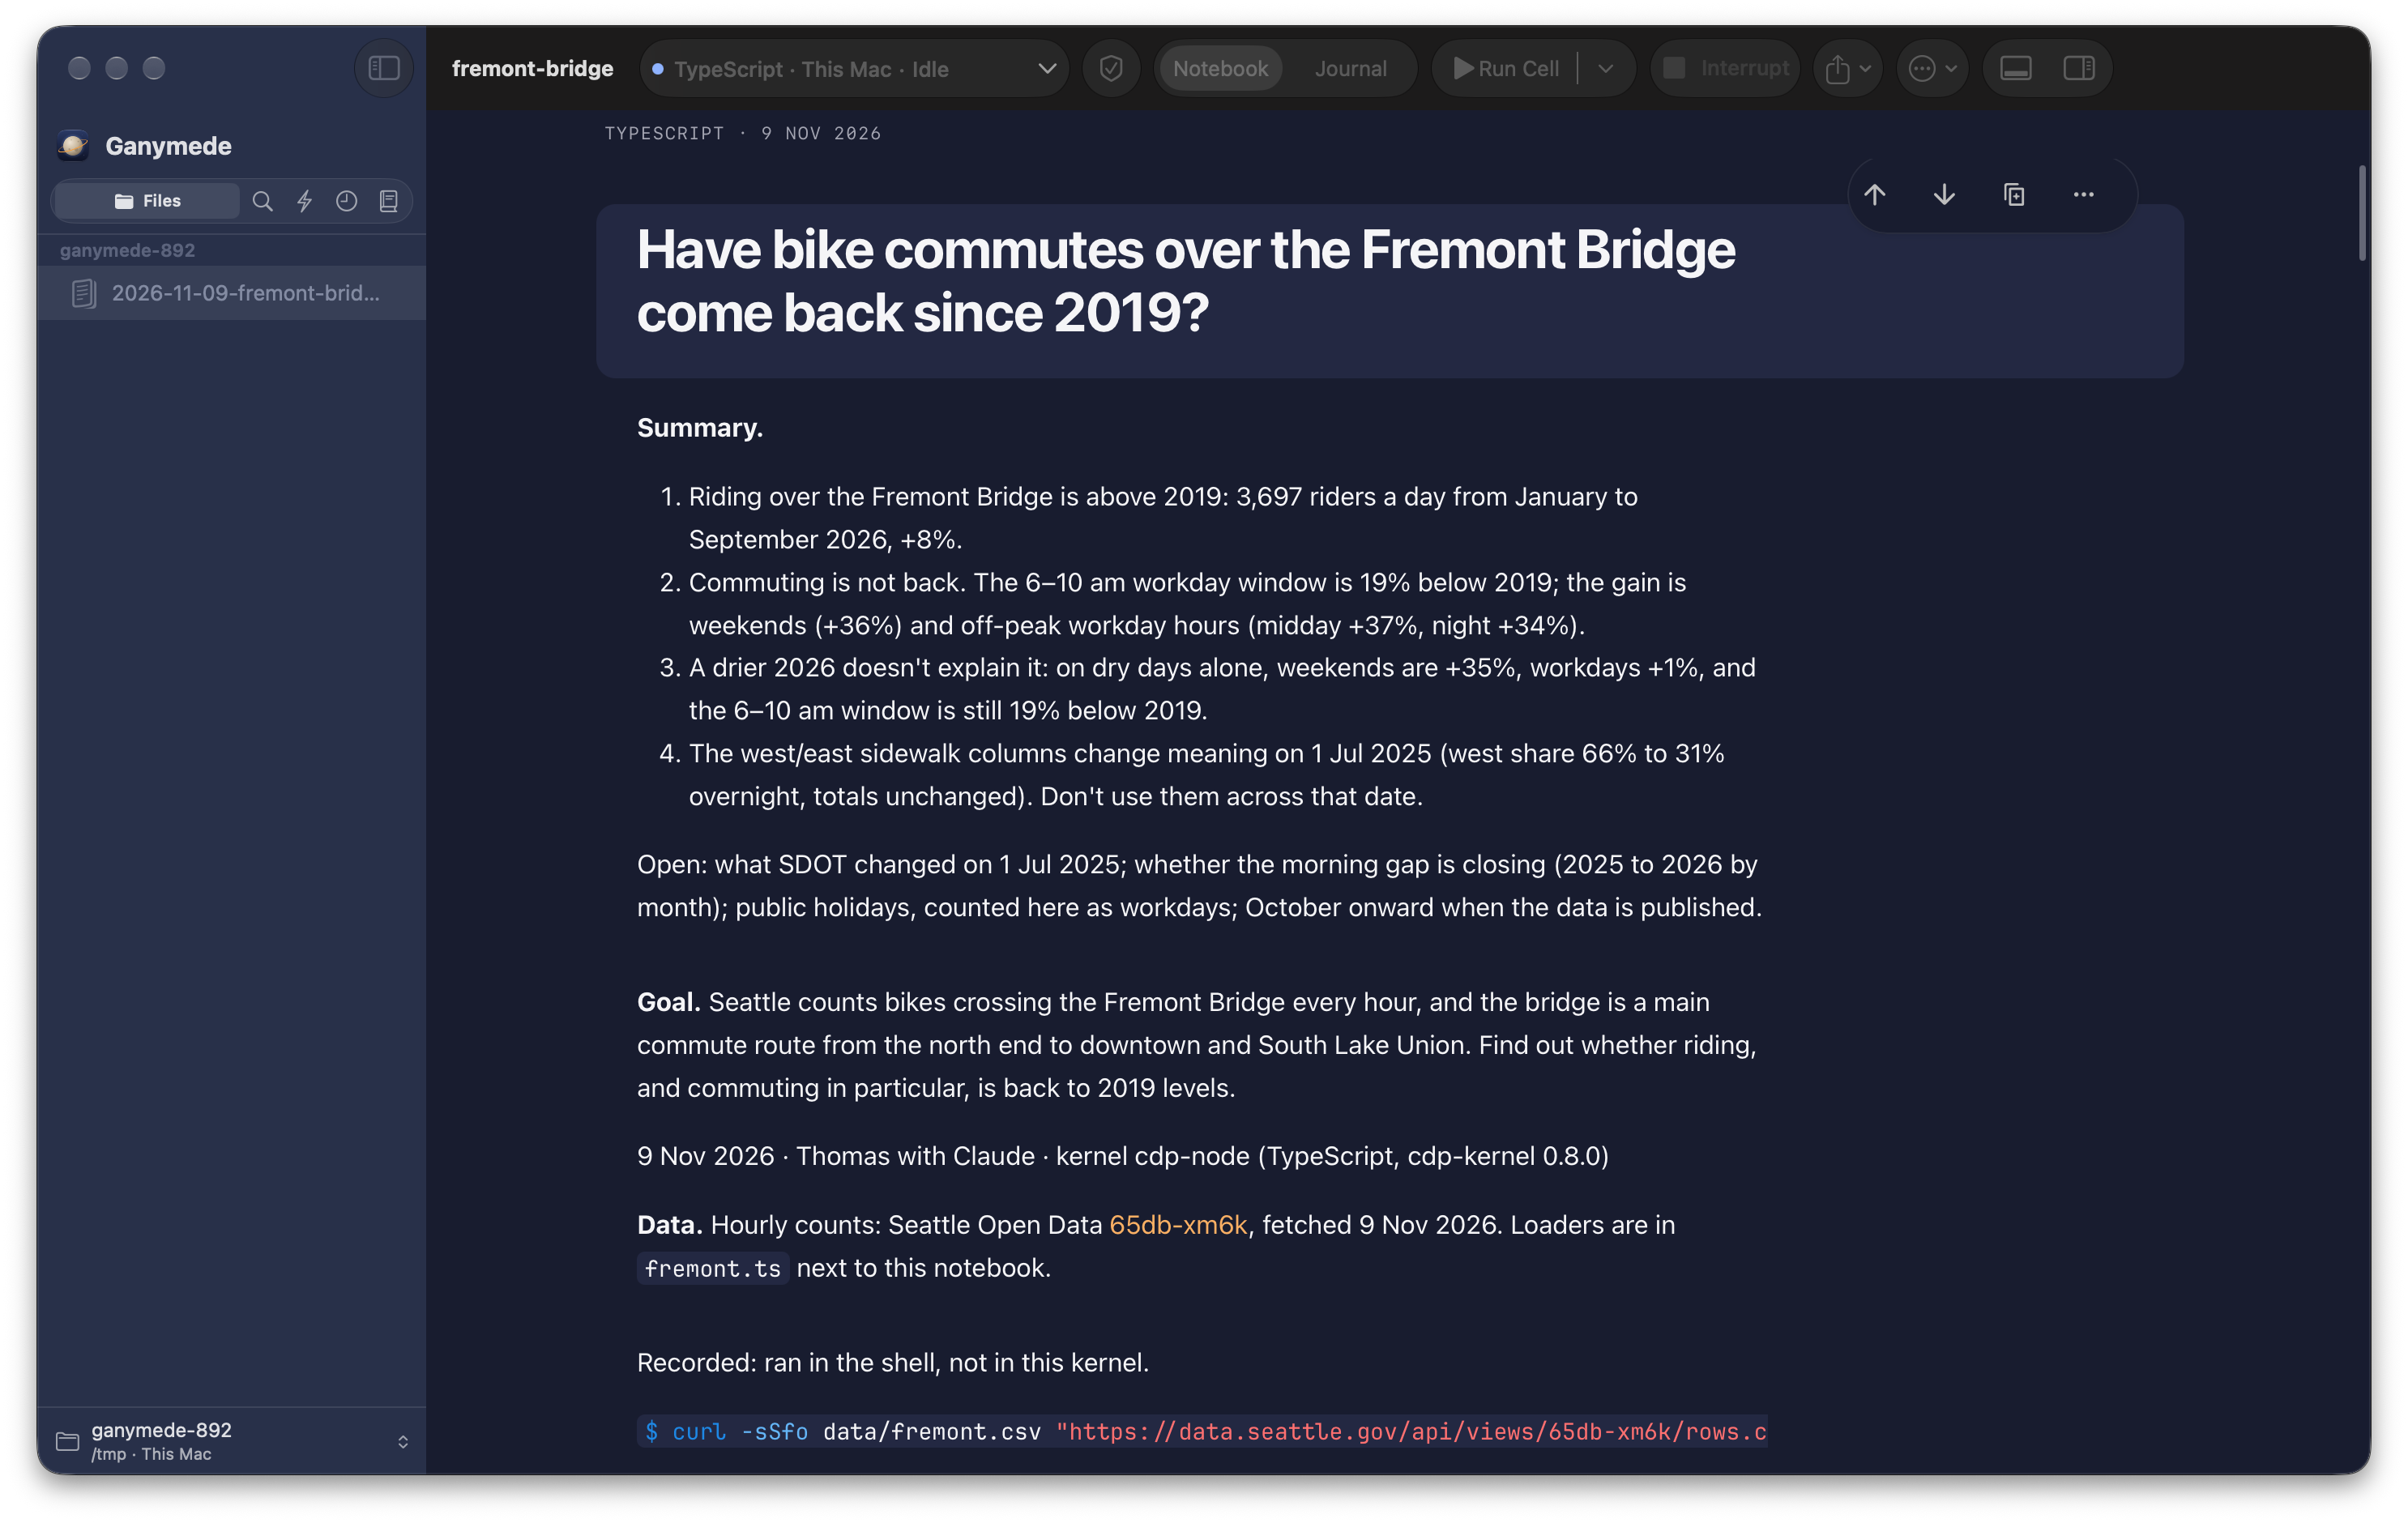 fremont-bridge
TypeScript · This Mac · Idle
Notebook
Journal
Run Cell
Interrupt
Ganymede
Files
ganymede-892
2026-11-09-fremont-brid...
TYPESCRIPT · 9 NOV 2026
Have bike commutes over the Fremont Bridge
come back since 2019?
Summary.
1. Riding over the Fremont Bridge is above 2019: 3,697 riders a day from January to
September 2026, +8%.
2. Commuting is not back. The 6–10 am workday window is 19% below 2019; the gain is
weekends (+36%) and off-peak workday hours (midday +37%, night +34%).
3. A drier 2026 doesn't explain it: on dry days alone, weekends are +35%, workdays +1%, and
the 6–10 am window is still 19% below 2019.
4. The west/east sidewalk columns change meaning on 1 Jul 2025 (west share 66% to 31%
overnight, totals unchanged). Don't use them across that date.
Open: what SDOT changed on 1 Jul 2025; whether the morning gap is closing (2025 to 2026 by
month); public holidays, counted here as workdays; October onward when the data is published.
Goal. Seattle counts bikes crossing the Fremont Bridge every hour, and the bridge is a main
commute route from the north end to downtown and South Lake Union. Find out whether riding,
and commuting in particular, is back to 2019 levels.
9 Nov 2026 · Thomas with Claude · kernel cdp-node (TypeScript, cdp-kernel 0.8.0)
Data. Hourly counts: Seattle Open Data 65db-xm6k, fetched 9 Nov 2026. Loaders are in
fremont.ts next to this notebook.
Recorded: ran in the shell, not in this kernel.
$ curl -sSfo data/fremont.csv "https://data.seattle.gov/api/views/65db-xm6k/rows.c
ganymede-892
/tmp · This Mac